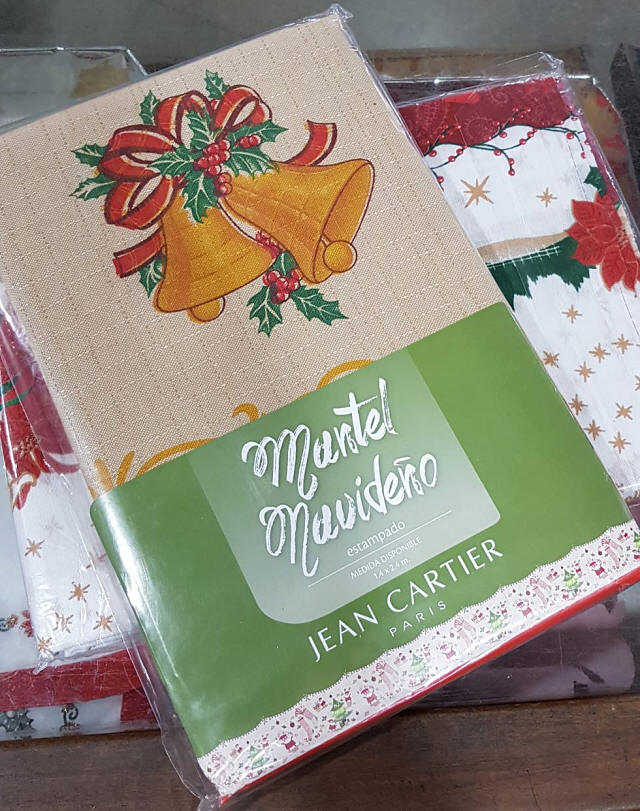 Mantel
Navideño
estampado
MEDIDA DISPONIBLE
1,4 x 2,4 m.
JEAN CARTIER
PARIS